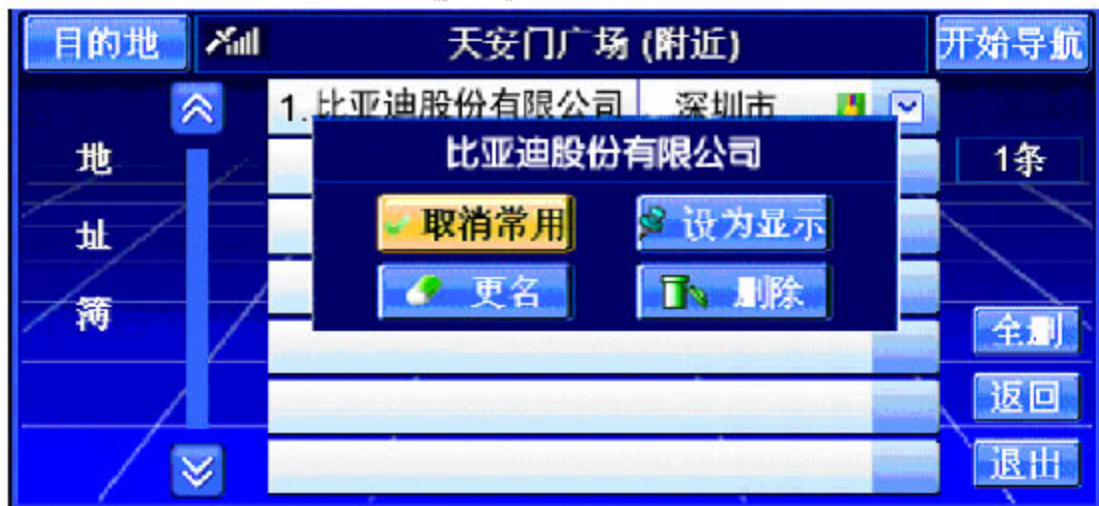 目的地
天安门广场 (附近)
开始导航
1.比亚迪股份有限公司 深圳市
地
址
簿
1条
比亚迪股份有限公司
取消常用
设为显示
更名
删除
全删
返回
退出